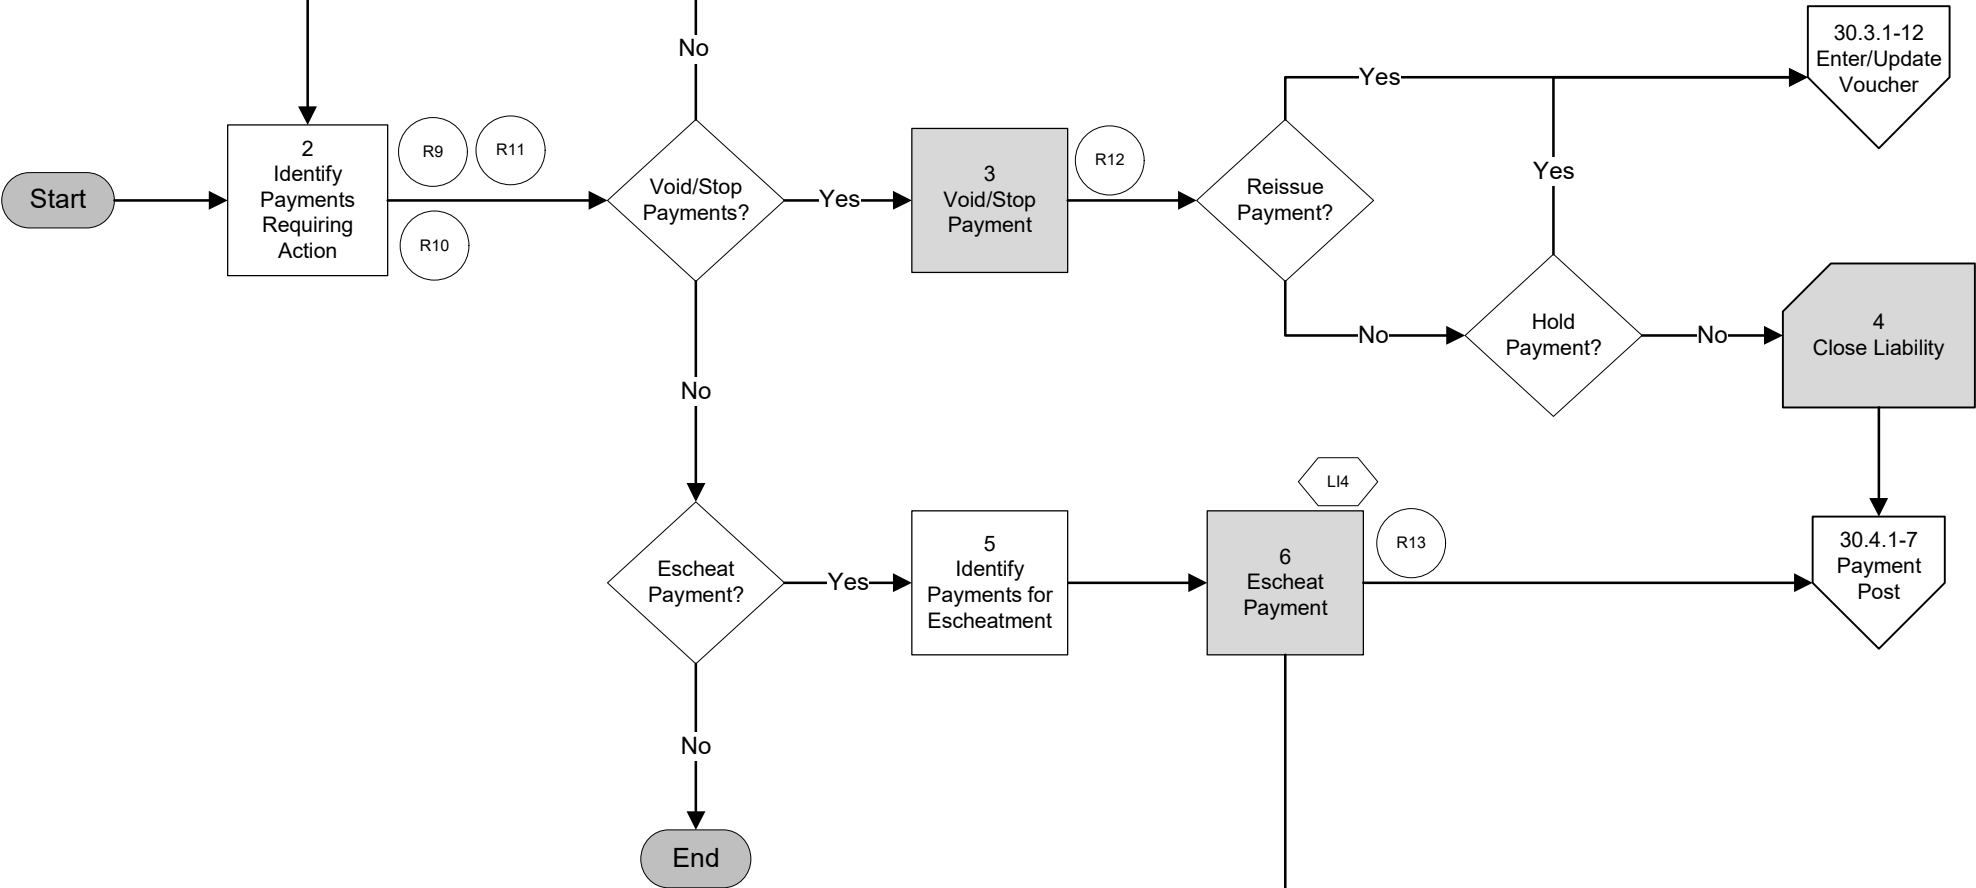 No
30.3.1-12
Enter/Update
Voucher
Yes
Start
2
Identify
Payments
Requiring
Action
R9
R11
R10
Void/Stop
Payments?
Yes
3
Void/Stop
Payment
R12
Reissue
Payment?
Yes
No
Hold
Payment?
No
4
Close Liability
No
Escheat
Payment?
Yes
5
Identify
Payments for
Escheatment
LI4
6
Escheat
Payment
R13
30.4.1-7
Payment
Post
No
End